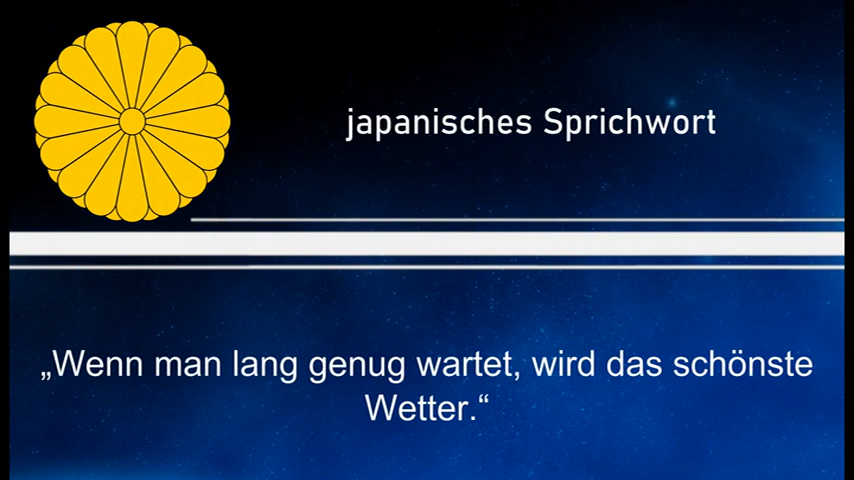 japanisches Sprichwort
„Wenn man lang genug wartet, wird das schönste
Wetter.“